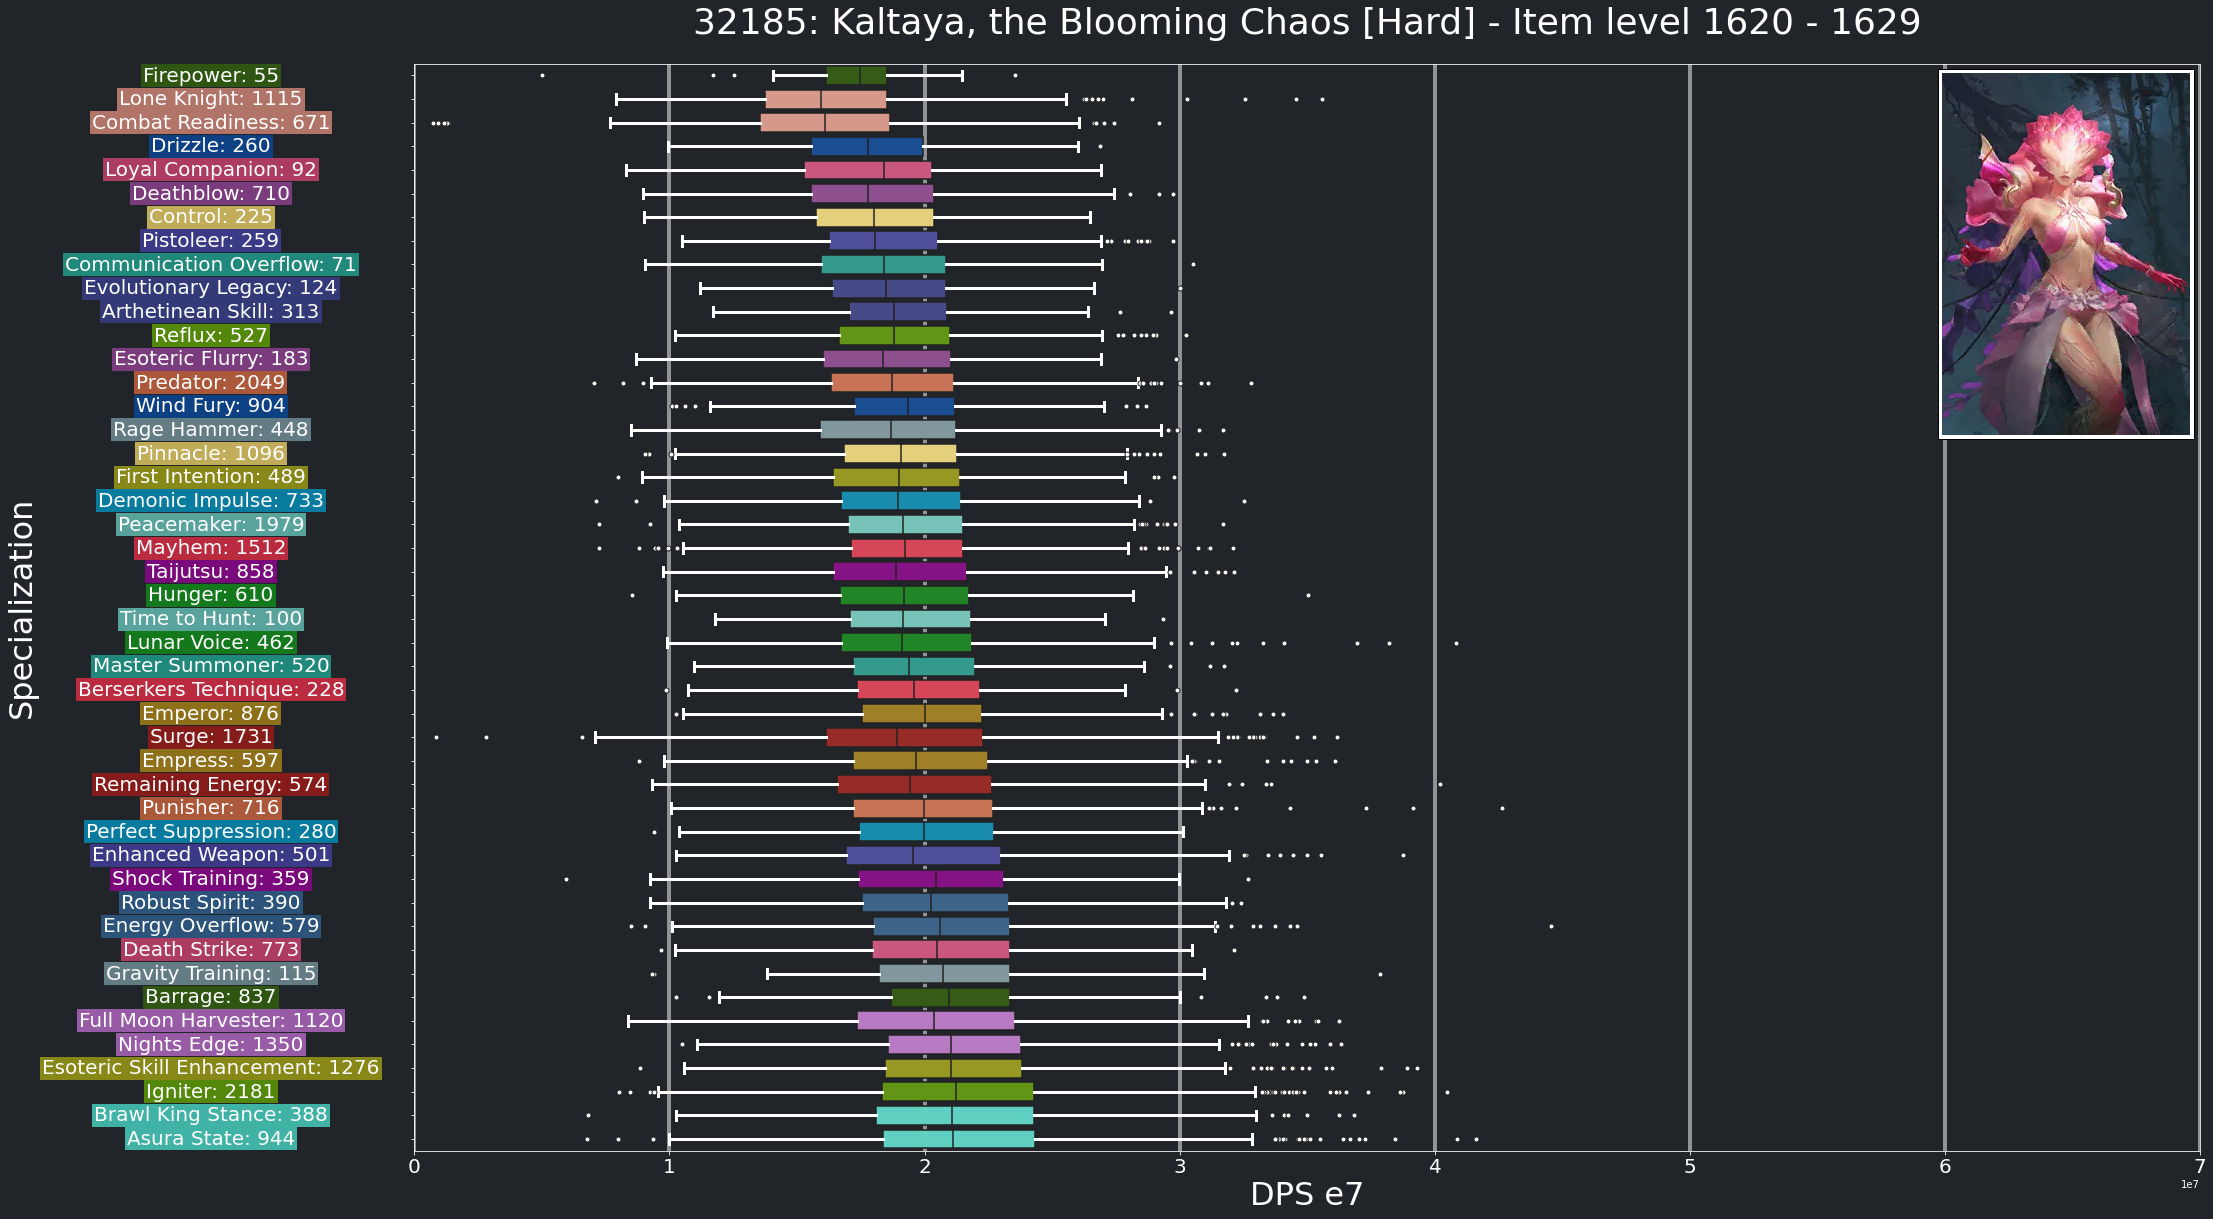 32185: Kaltaya, the Blooming Chaos [Hard] - Item level 1620 - 1629
Specialization
Firepower: 55
Lone Knight: 1115
Combat Readiness: 671
Drizzle: 260
Loyal Companion: 92
Deathblow: 710
Control: 225
Pistoleer: 259
Communication Overflow: 71
Evolutionary Legacy: 124
Arthetinean Skill: 313
Reflux: 527
Esoteric Flurry: 183
Predator: 2049
Wind Fury: 904
Rage Hammer: 448
Pinnacle: 1096
First Intention: 489
Demonic Impulse: 733
Peacemaker: 1979
Mayhem: 1512
Taijutsu: 858
Hunger: 610
Time to Hunt: 100
Lunar Voice: 462
Master Summoner: 520
Berserkers Technique: 228
Emperor: 876
Surge: 1731
Empress: 597
Remaining Energy: 574
Punisher: 716
Perfect Suppression: 280
Enhanced Weapon: 501
Shock Training: 359
Robust Spirit: 390
Energy Overflow: 579
Death Strike: 773
Gravity Training: 115
Barrage: 837
Full Moon Harvester: 1120
Nights Edge: 1350
Esoteric Skill Enhancement: 1276
Igniter: 2181
Brawl King Stance: 388
Asura State: 944
0 1 2 3 4 5 6 7
1e7
DPS e7